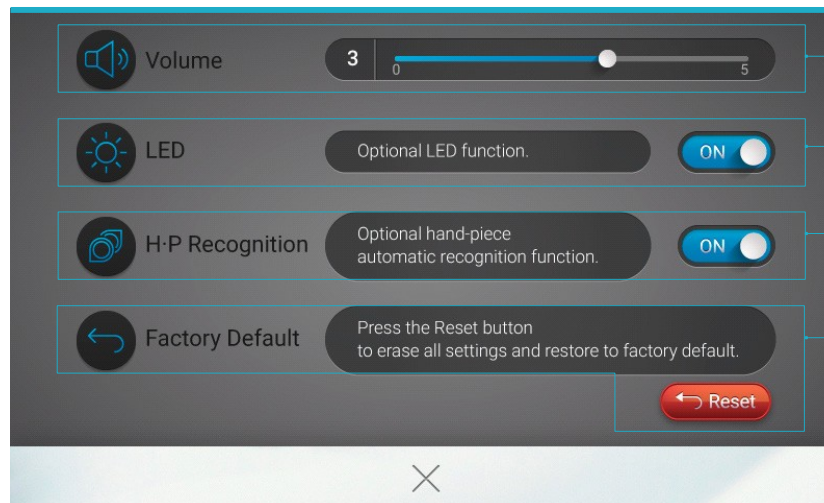 Volume
3
0
5
LED
Optional LED function.
ON
H·P Recognition
Optional hand-piece
automatic recognition function.
ON
Factory Default
Press the Reset button
to erase all settings and restore to factory default.
Reset